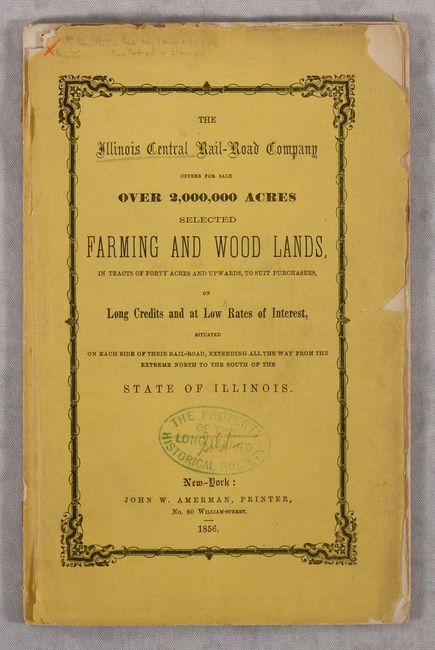 THE
Illinois Central Rail-Road Company
OFFERS FOR SALE
OVER 2,000,000 ACRES
SELECTED
FARMING AND WOOD LANDS,
IN TRACTS OF FORTY ACRES AND UPWARDS, TO SUIT PURCHASERS,
ON
Long Credits and at Low Rates of Interest,
SITUATED
ON EACH SIDE OF THEIR RAIL-ROAD, EXTENDING ALL THE WAY FROM THE
EXTREME NORTH TO THE SOUTH OF THE
STATE OF ILLINOIS.
THE PROPERTY
OF THE
LONG ISLAND
HISTORICAL SOCIETY
New-York:
JOHN W. AMERMAN, PRINTER,
No. 60 William-street.
1856.